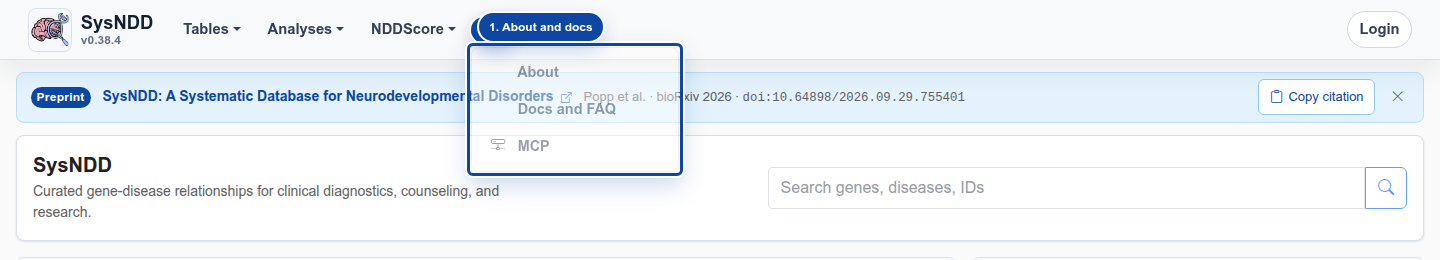 SysNDD
v0.38.4
Tables
Analyses
NDDScore
1. About and docs
Login
About
Docs and FAQ
MCP
Preprint
SysNDD: A Systematic Database for Neurodevelopmental Disorders
Popp et al. · bioRxiv 2026 · doi:10.64898/2026.09.29.755401
Copy citation
SysNDD
Curated gene-disease relationships for clinical diagnostics, counseling, and
research.
Search genes, diseases, IDs